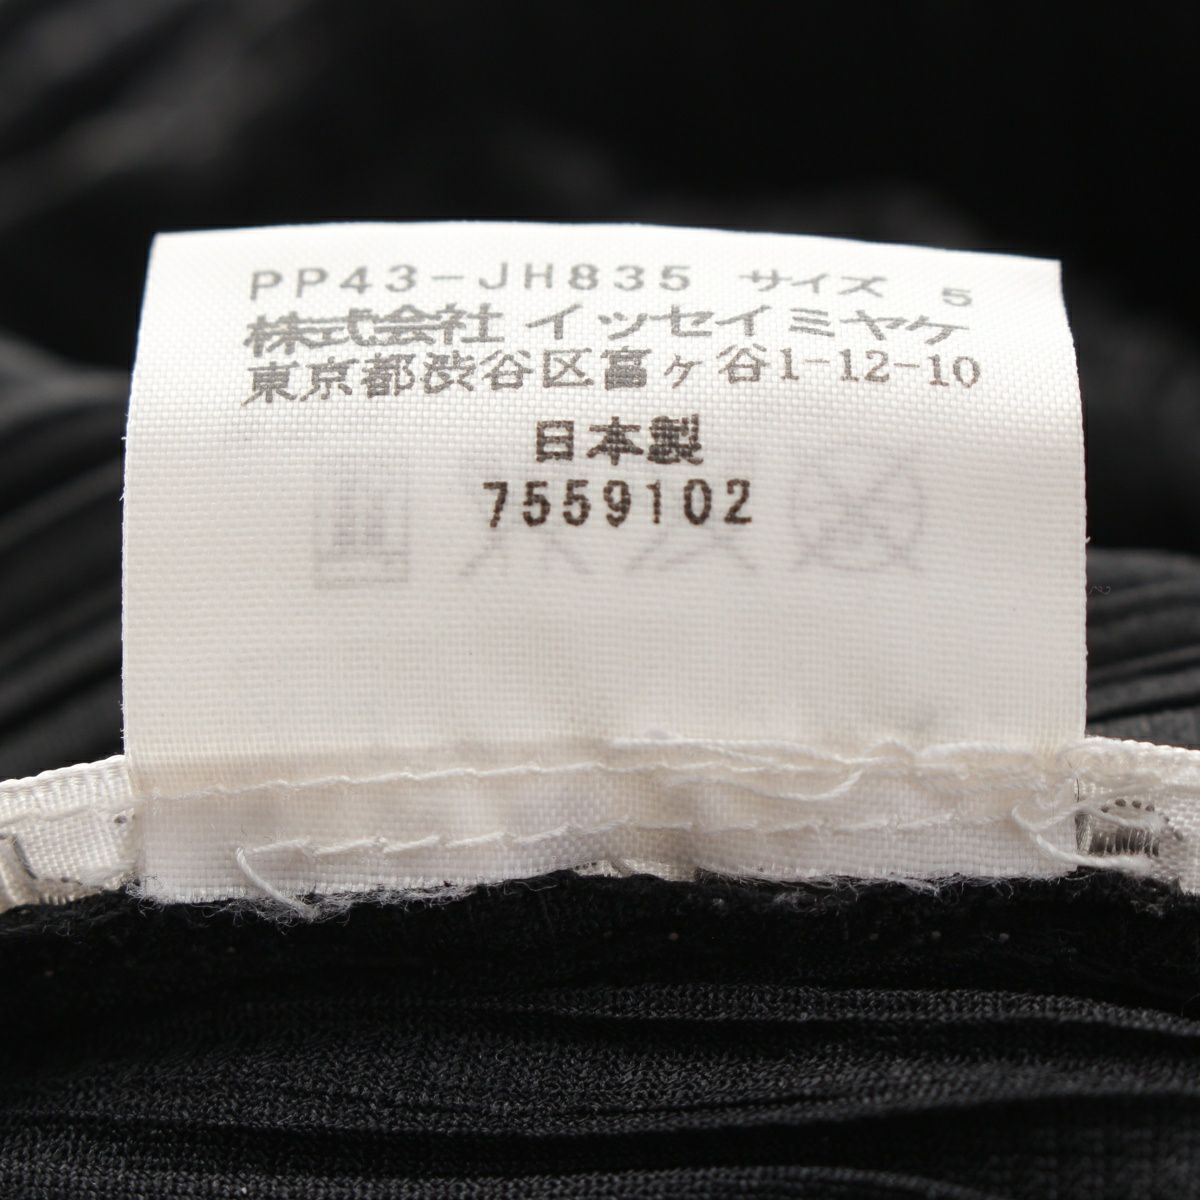 PP43-JH835 サイズ 5
株式会社 イッセイミヤケ
東京都渋谷区富ヶ谷1-12-10
日本製
7559102